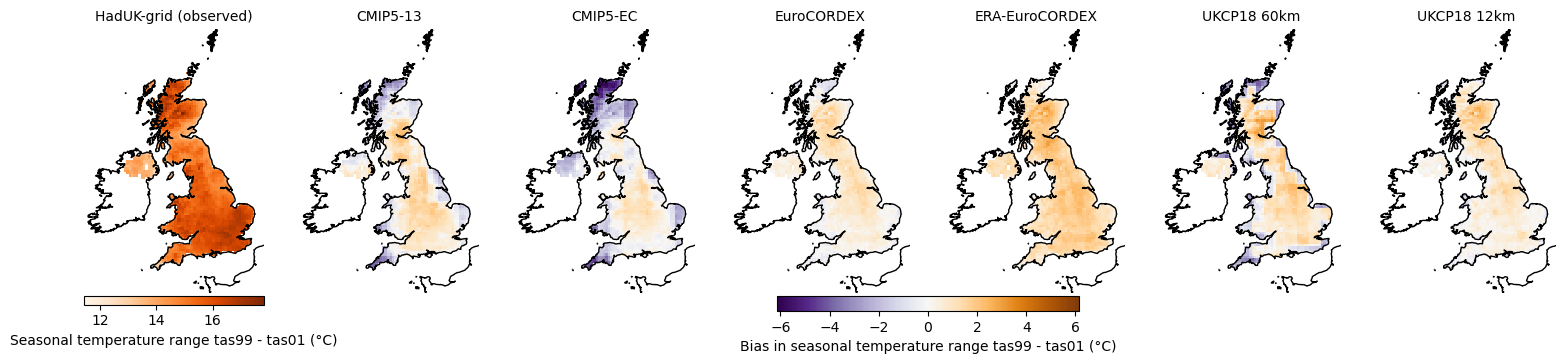 HadUK-grid (observed)
CMIP5-13
CMIP5-EC
EuroCORDEX
ERA-EuroCORDEX
UKCP18 60km
UKCP18 12km
12 14 16
Seasonal temperature range tas99 - tas01 (°C)
−6 −4 −2 0 2 4 6
Bias in seasonal temperature range tas99 - tas01 (°C)